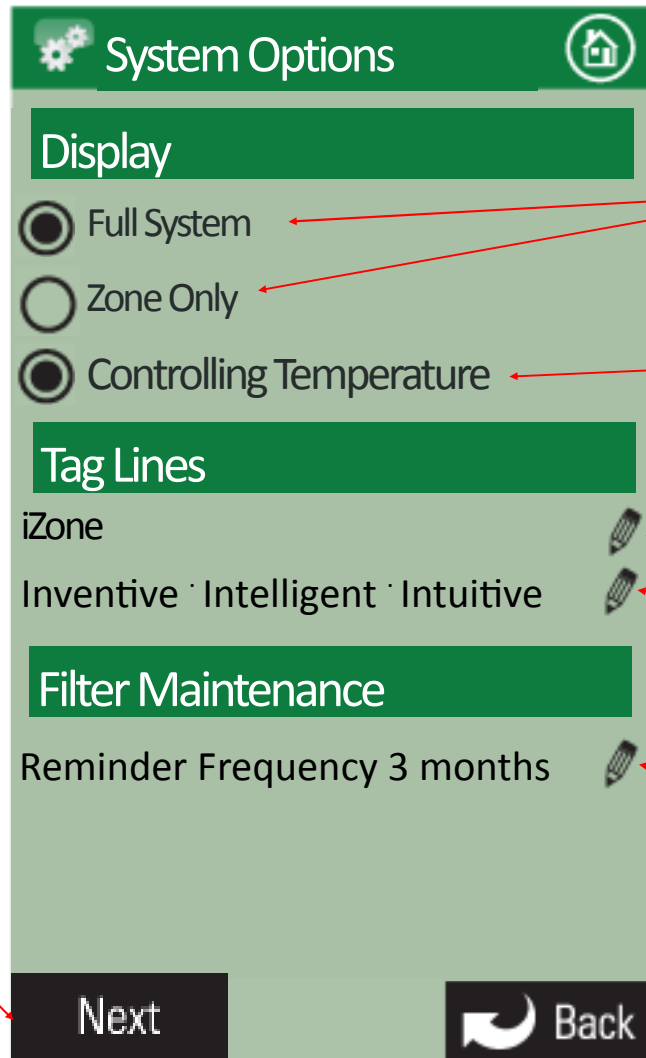 System Options
Display
Full System
Zone Only
Controlling Temperature
Tag Lines
iZone
Inventive · Intelligent · Intuitive
Filter Maintenance
Reminder Frequency 3 months
Next
Back